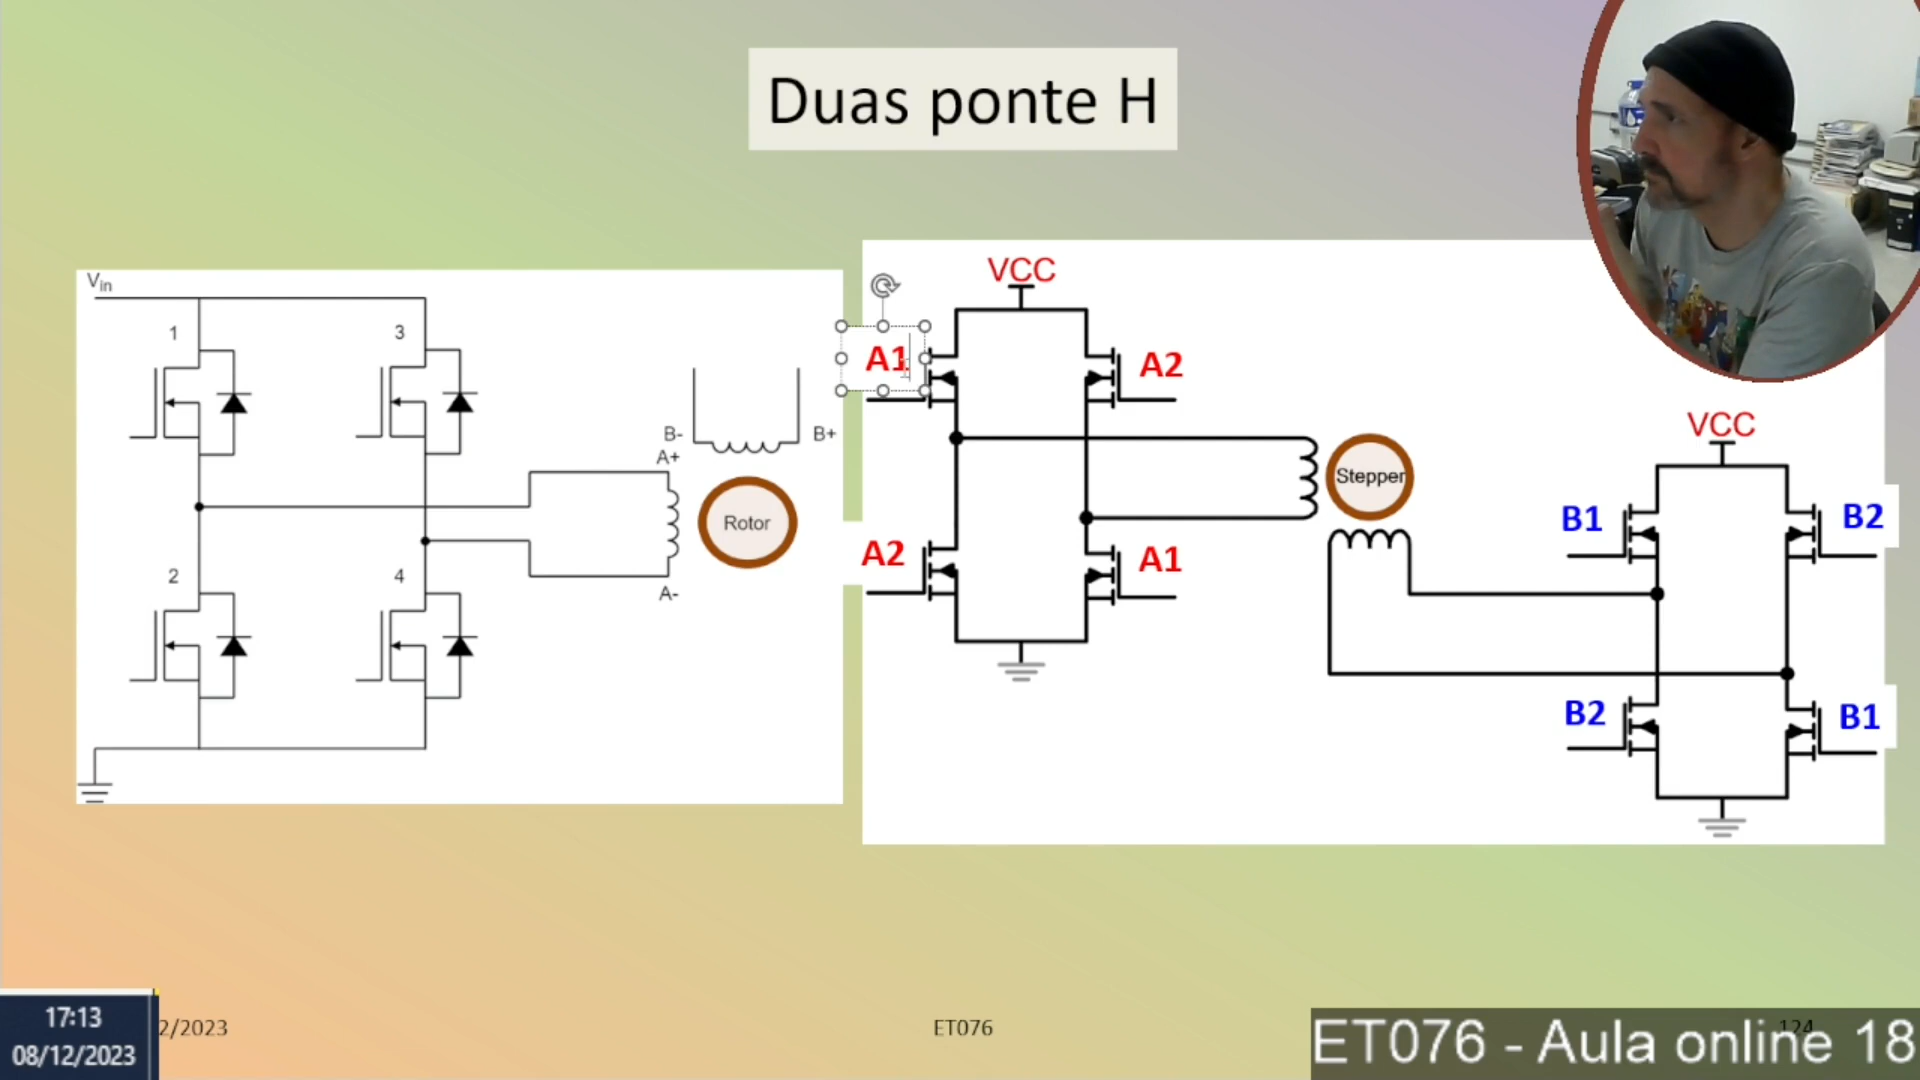 Duas ponte H
Vin
1
3
2
4
B-
B+
A+
A-
Rotor
VCC
A1
A2
A2
A1
Stepper
VCC
B1
B2
B2
B1
17:13
08/12/2023
2/2023
ET076
124
ET076 - Aula online 18